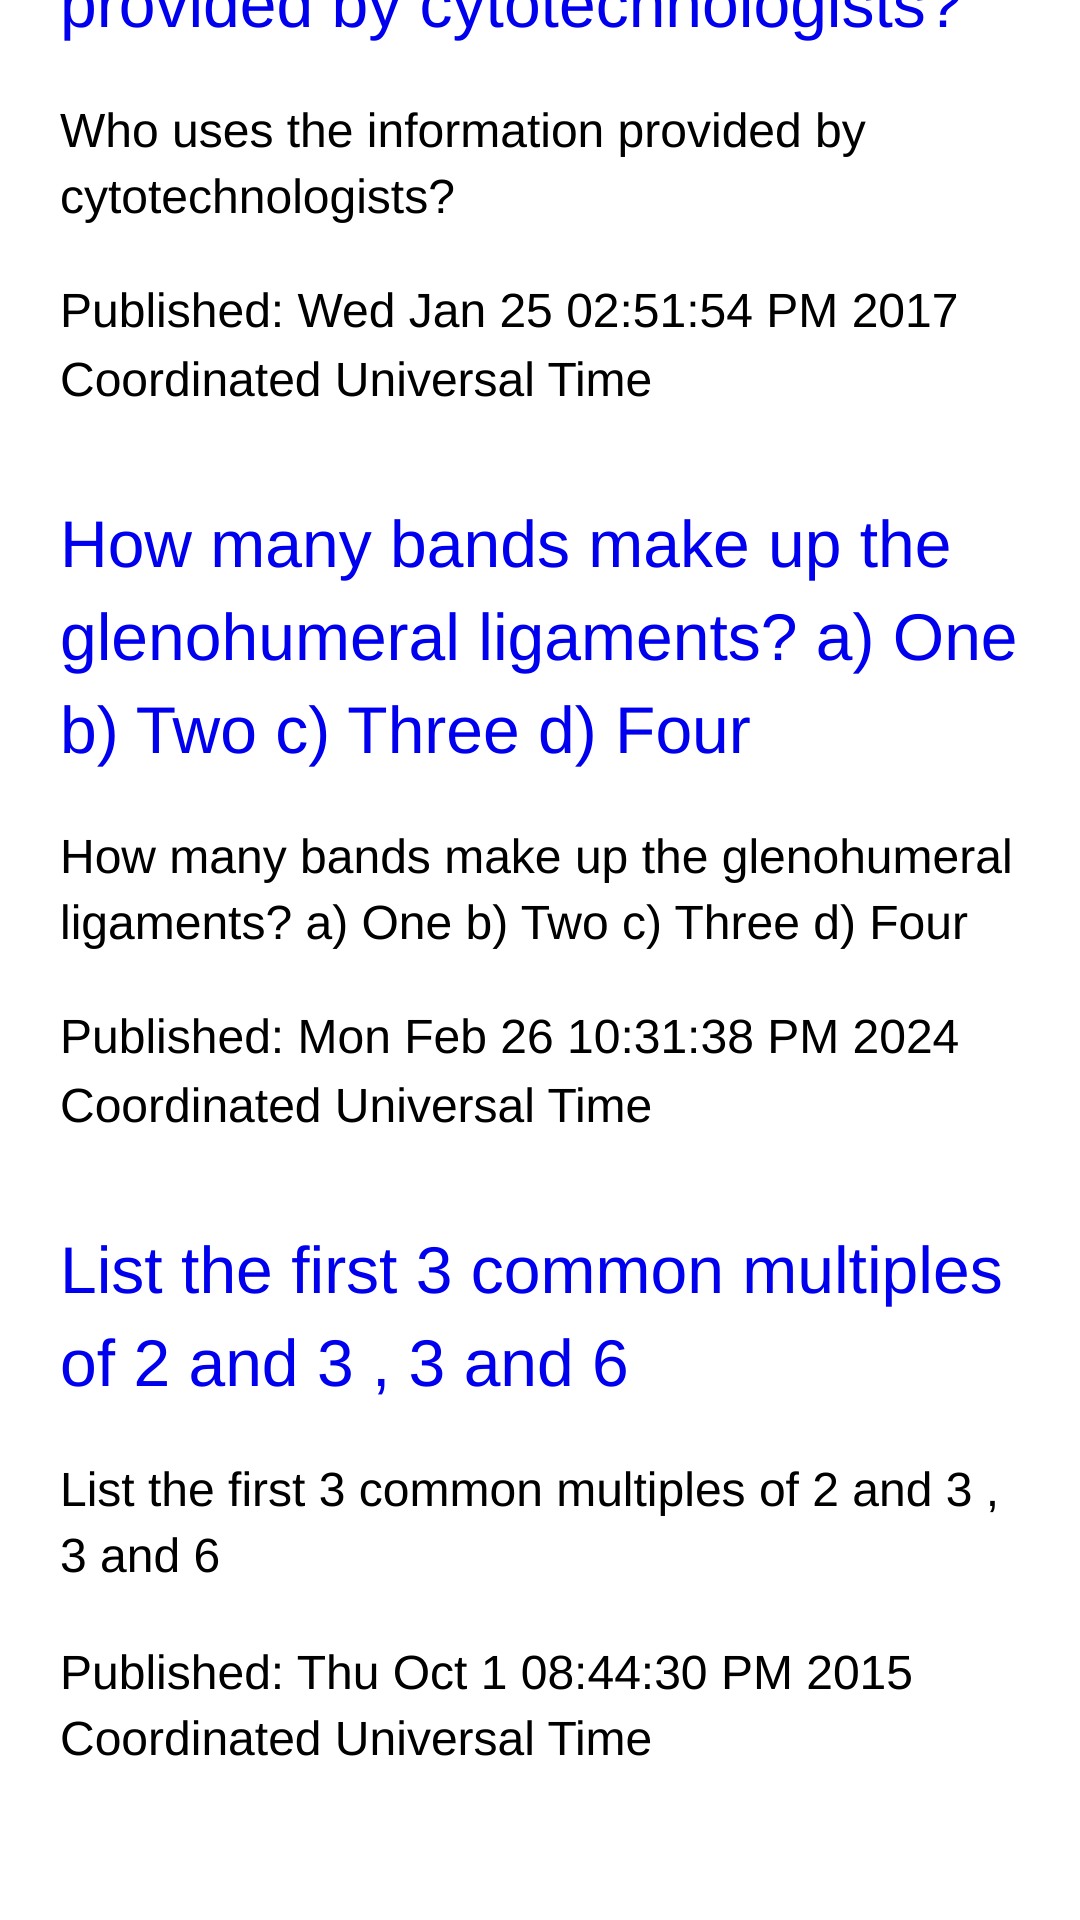 provided by cytotechnologists?
Who uses the information provided by
cytotechnologists?
Published: Wed Jan 25 02:51:54 PM 2017
Coordinated Universal Time
How many bands make up the
glenohumeral ligaments? a) One
b) Two c) Three d) Four
How many bands make up the glenohumeral
ligaments? a) One b) Two c) Three d) Four
Published: Mon Feb 26 10:31:38 PM 2024
Coordinated Universal Time
List the first 3 common multiples
of 2 and 3 , 3 and 6
List the first 3 common multiples of 2 and 3 ,
3 and 6
Published: Thu Oct 1 08:44:30 PM 2015
Coordinated Universal Time